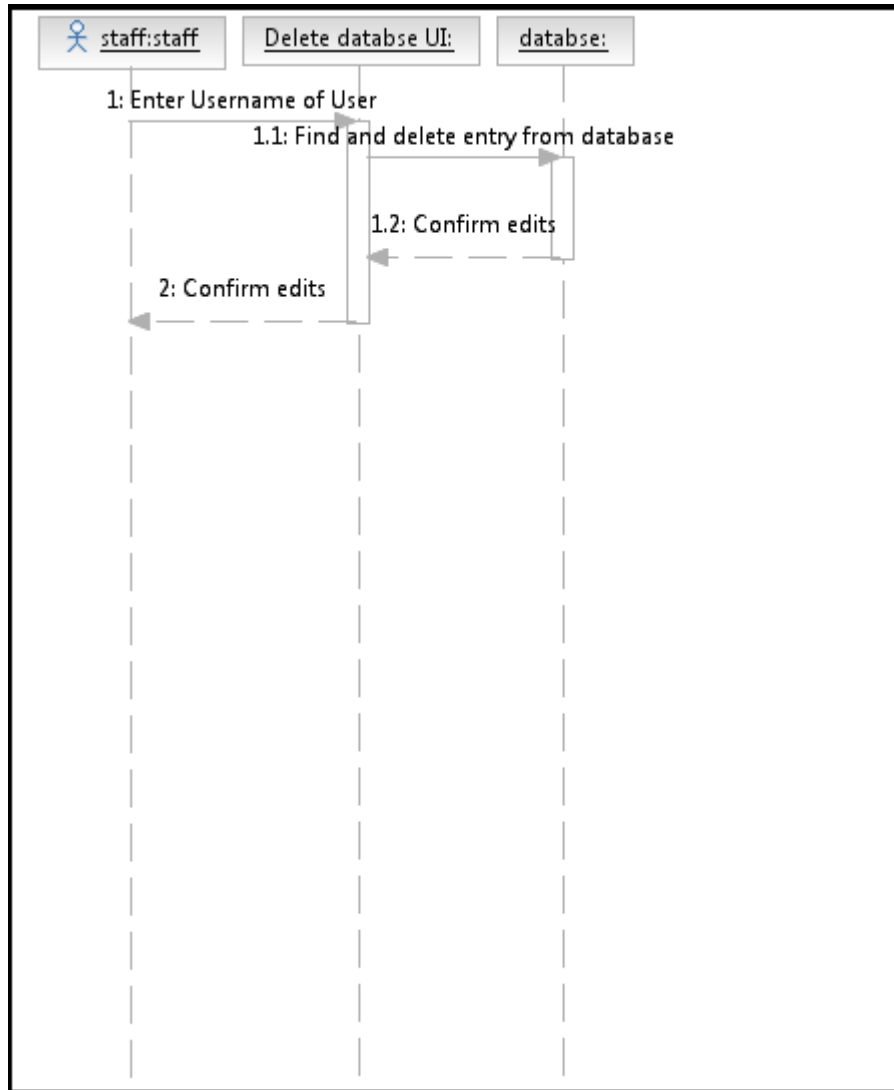 staff:staff
Delete databse UI:
databse:
1: Enter Username of User
1.1: Find and delete entry from database
1.2: Confirm edits
2: Confirm edits